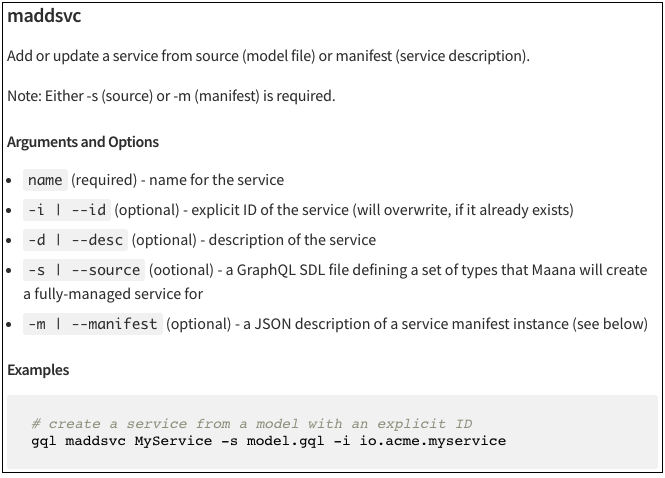 maddsvc
Add or update a service from source (model file) or manifest (service description).
Note: Either -s (source) or -m (manifest) is required.
Arguments and Options
• name (required) - name for the service
• -i | --id (optional) - explicit ID of the service (will overwrite, if it already exists)
• -d | --desc (optional) - description of the service
• -s | --source (ootional) - a GraphQL SDL file defining a set of types that Maana will create
a fully-managed service for
• -m | --manifest (optional) - a JSON description of a service manifest instance (see below)
Examples
# create a service from a model with an explicit ID
gql maddsvc MyService -s model.gql -i io.acme.myservice